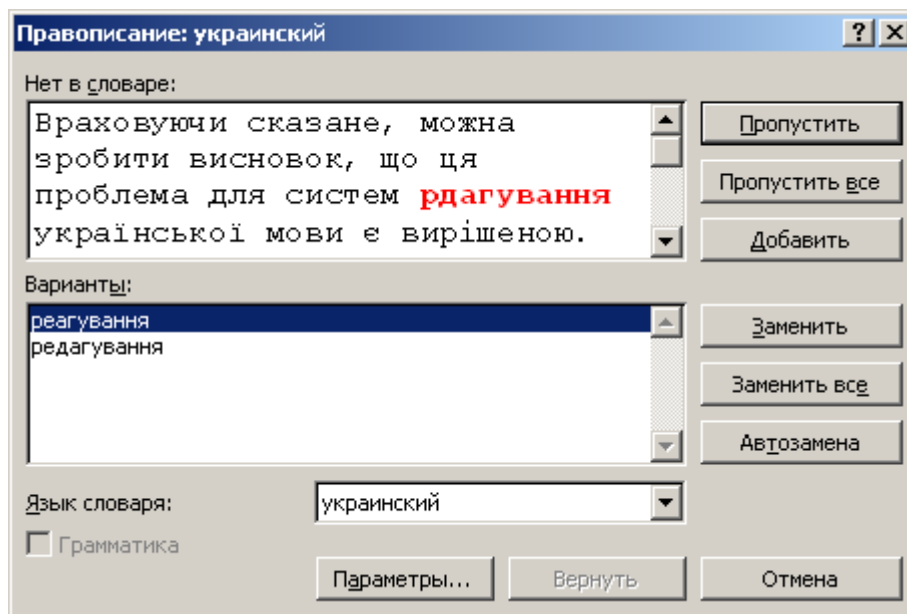 Правописание: украинский
Нет в словаре:
Враховуючи сказане, можна
зробити висновок, що ця
проблема для систем рдагування
української мови є вирішеною.
Пропустить
Пропустить все
Добавить
Варианты:
реагування
редагування
Заменить
Заменить все
Автозамена
Язык словаря:
украинский
Грамматика
Параметры...
Вернуть
Отмена